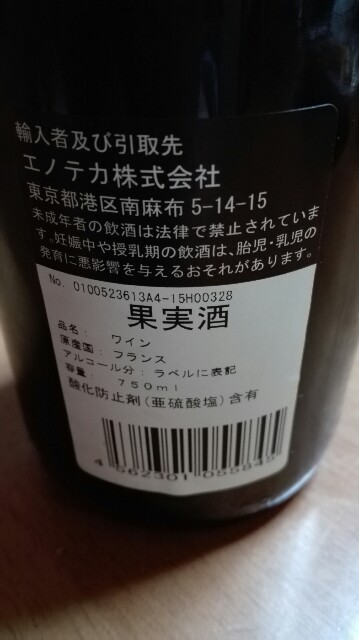 輸入者及び引取先
エノテカ株式会社
東京都港区南麻布 5-14-15
未成年者の飲酒は法律で禁止されていま
す。妊娠中や授乳期の飲酒は、胎児・乳児の
発育に悪影響を与えるおそれがあります。
No. 0100523613A4-15H00328
果実酒
品名: ワイン
原産国: フランス
アルコール分: ラベルに表記
容量: 750ml
酸化防止剤(亜硫酸塩)含有
4 562301 055845